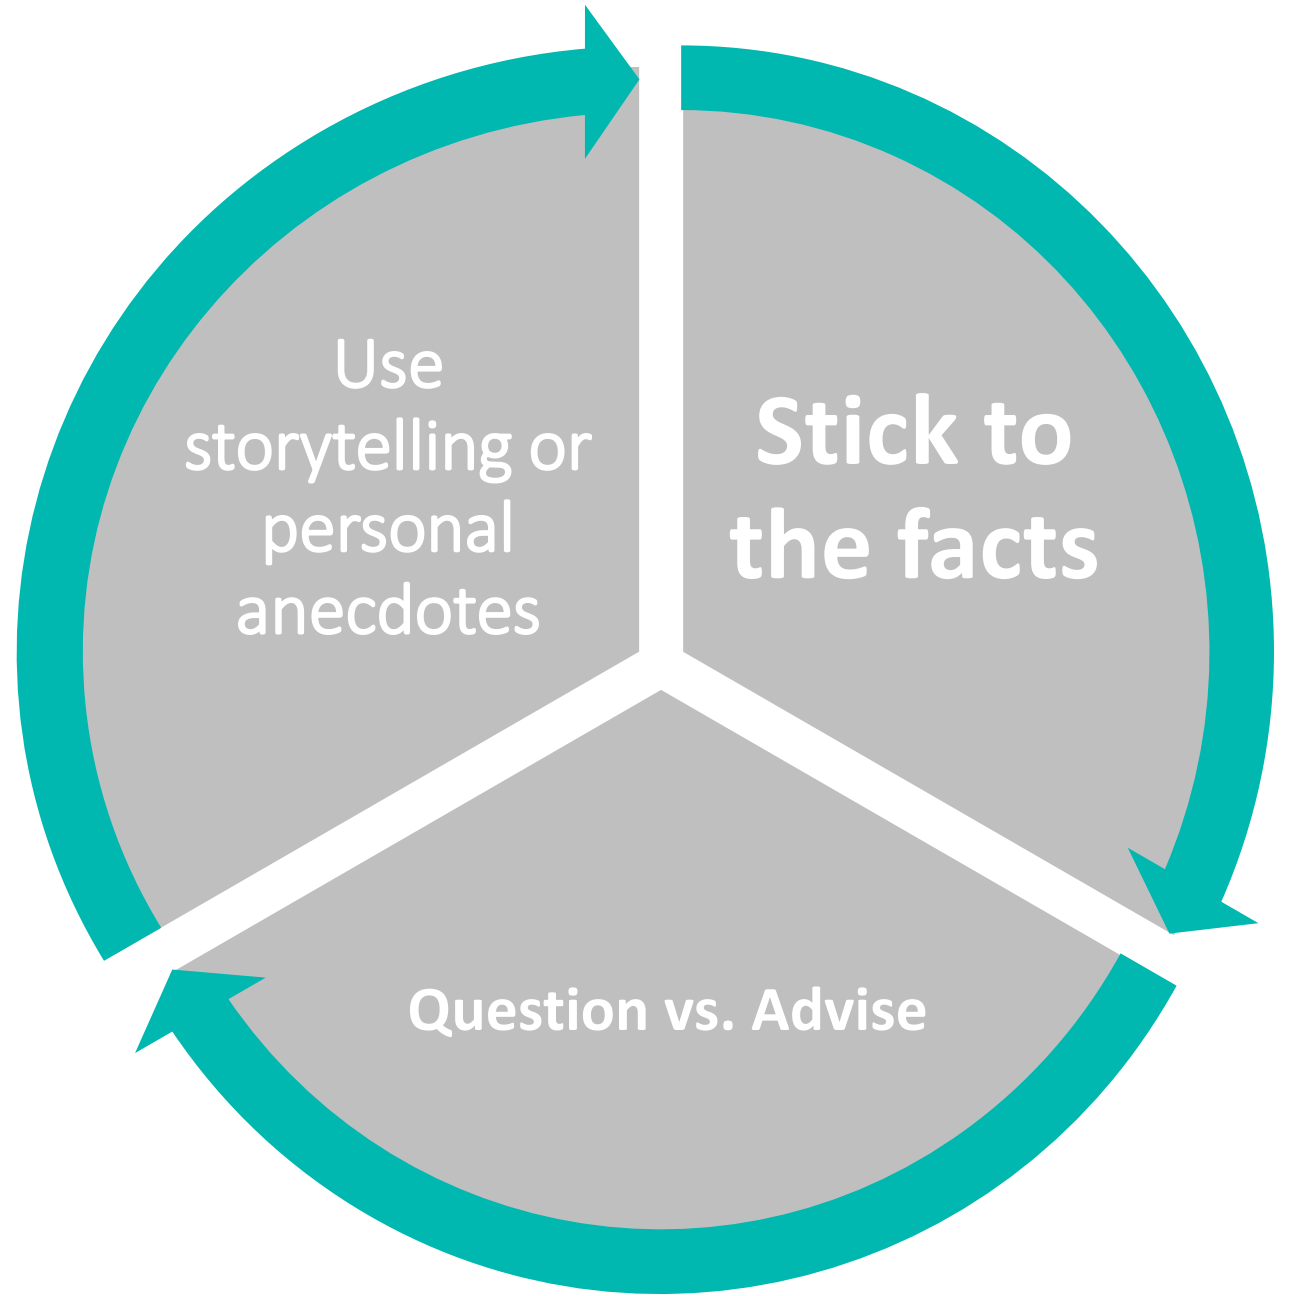 Use
storytelling or
personal
anecdotes
Stick to
the facts
Question vs. Advise